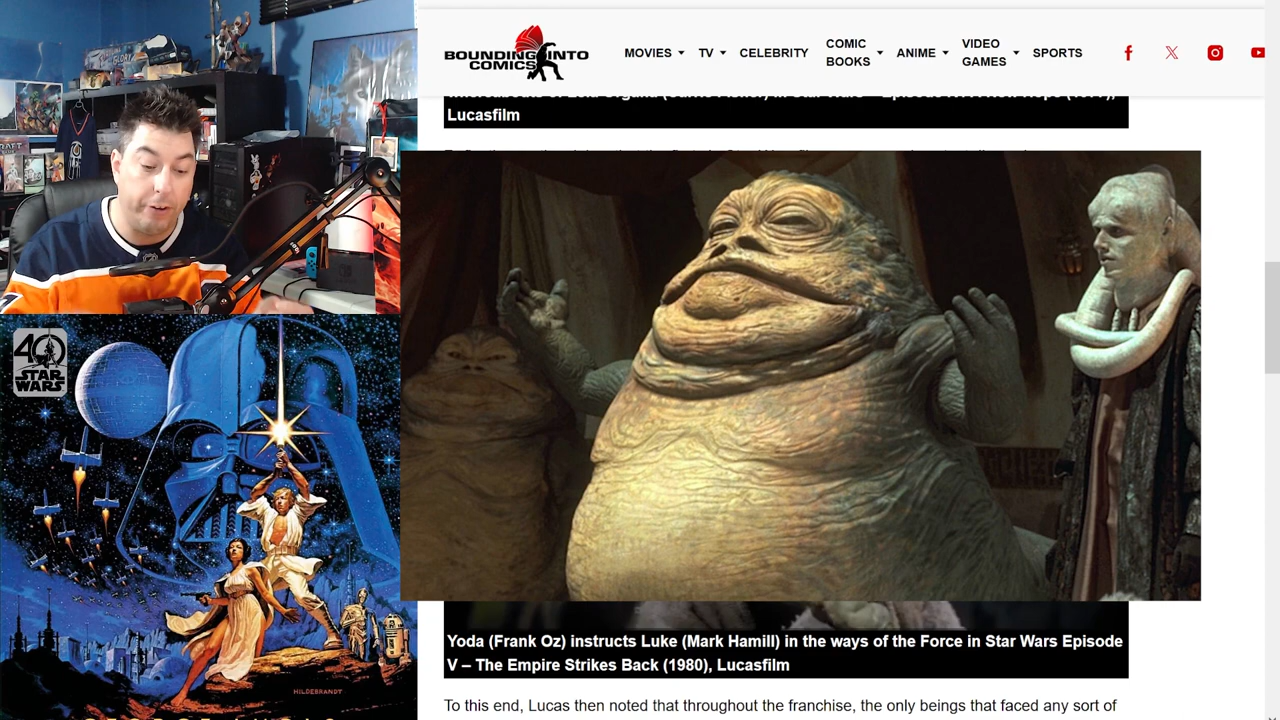 BOUNDING INTO
COMICS
MOVIES
TV
CELEBRITY
COMIC
BOOKS
ANIME
VIDEO
GAMES
SPORTS
Lucasfilm
40
STAR
WARS
HILDEBRANDT
Yoda (Frank Oz) instructs Luke (Mark Hamill) in the ways of the Force in Star Wars Episode
V – The Empire Strikes Back (1980), Lucasfilm
To this end, Lucas then noted that throughout the franchise, the only beings that faced any sort of